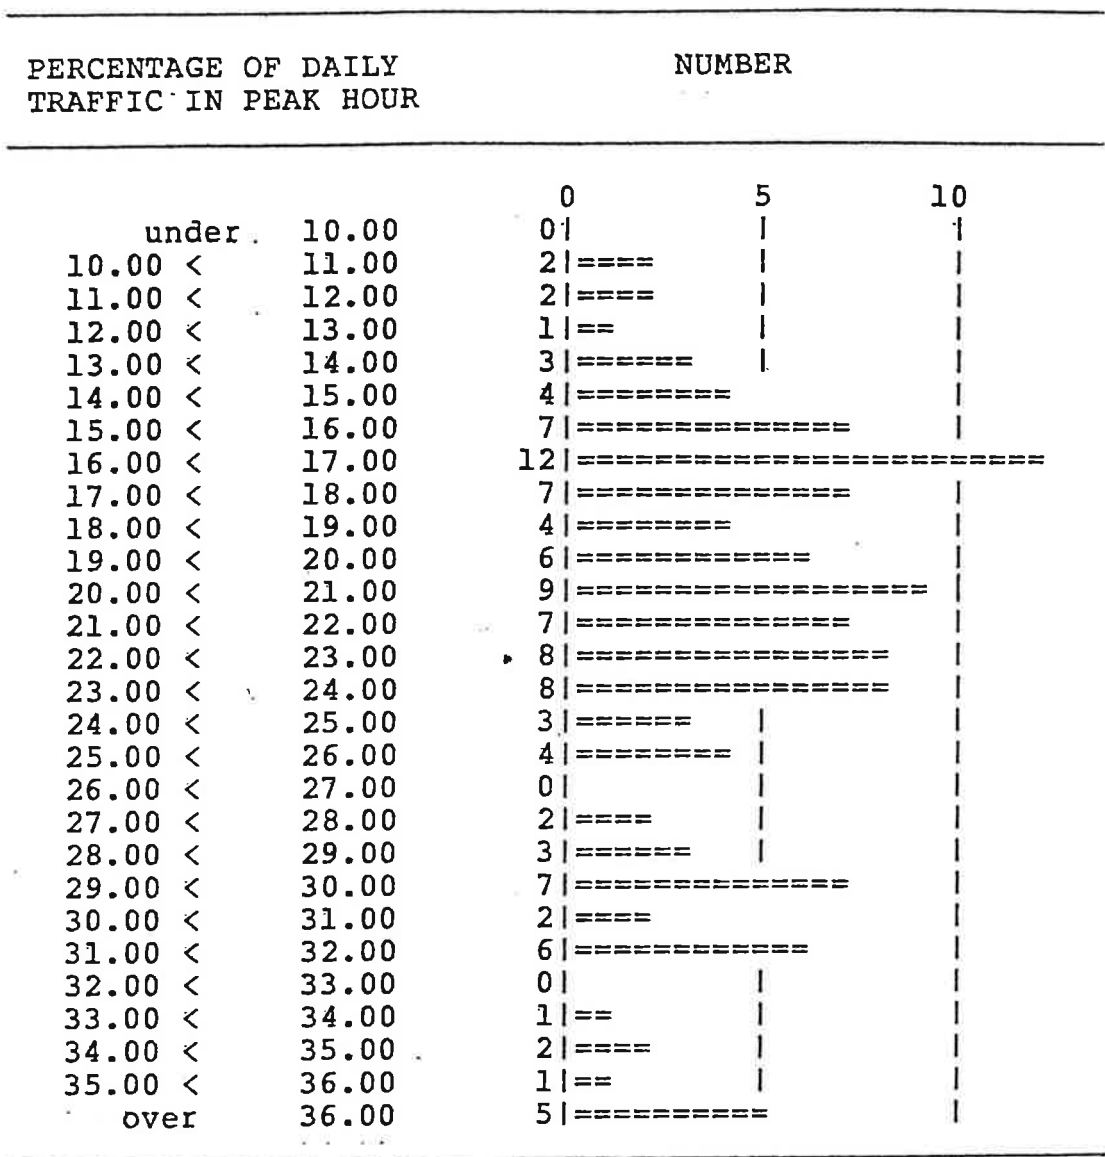 PERCENTAGE OF DAILY NUMBER
TRAFFIC IN PEAK HOUR
0 5 10
under 10.00 0|
10.00 < 11.00 2|====
11.00 < 12.00 2|====
12.00 < 13.00 1|==
13.00 < 14.00 3|======
14.00 < 15.00 4|========
15.00 < 16.00 7|==============
16.00 < 17.00 12|========================
17.00 < 18.00 7|==============
18.00 < 19.00 4|========
19.00 < 20.00 6|============
20.00 < 21.00 9|==================
21.00 < 22.00 7|==============
22.00 < 23.00 8|================
23.00 < 24.00 8|================
24.00 < 25.00 3|======
25.00 < 26.00 4|========
26.00 < 27.00 0|
27.00 < 28.00 2|====
28.00 < 29.00 3|======
29.00 < 30.00 7|==============
30.00 < 31.00 2|====
31.00 < 32.00 6|============
32.00 < 33.00 0|
33.00 < 34.00 1|==
34.00 < 35.00 2|====
35.00 < 36.00 1|==
over 36.00 5|==========